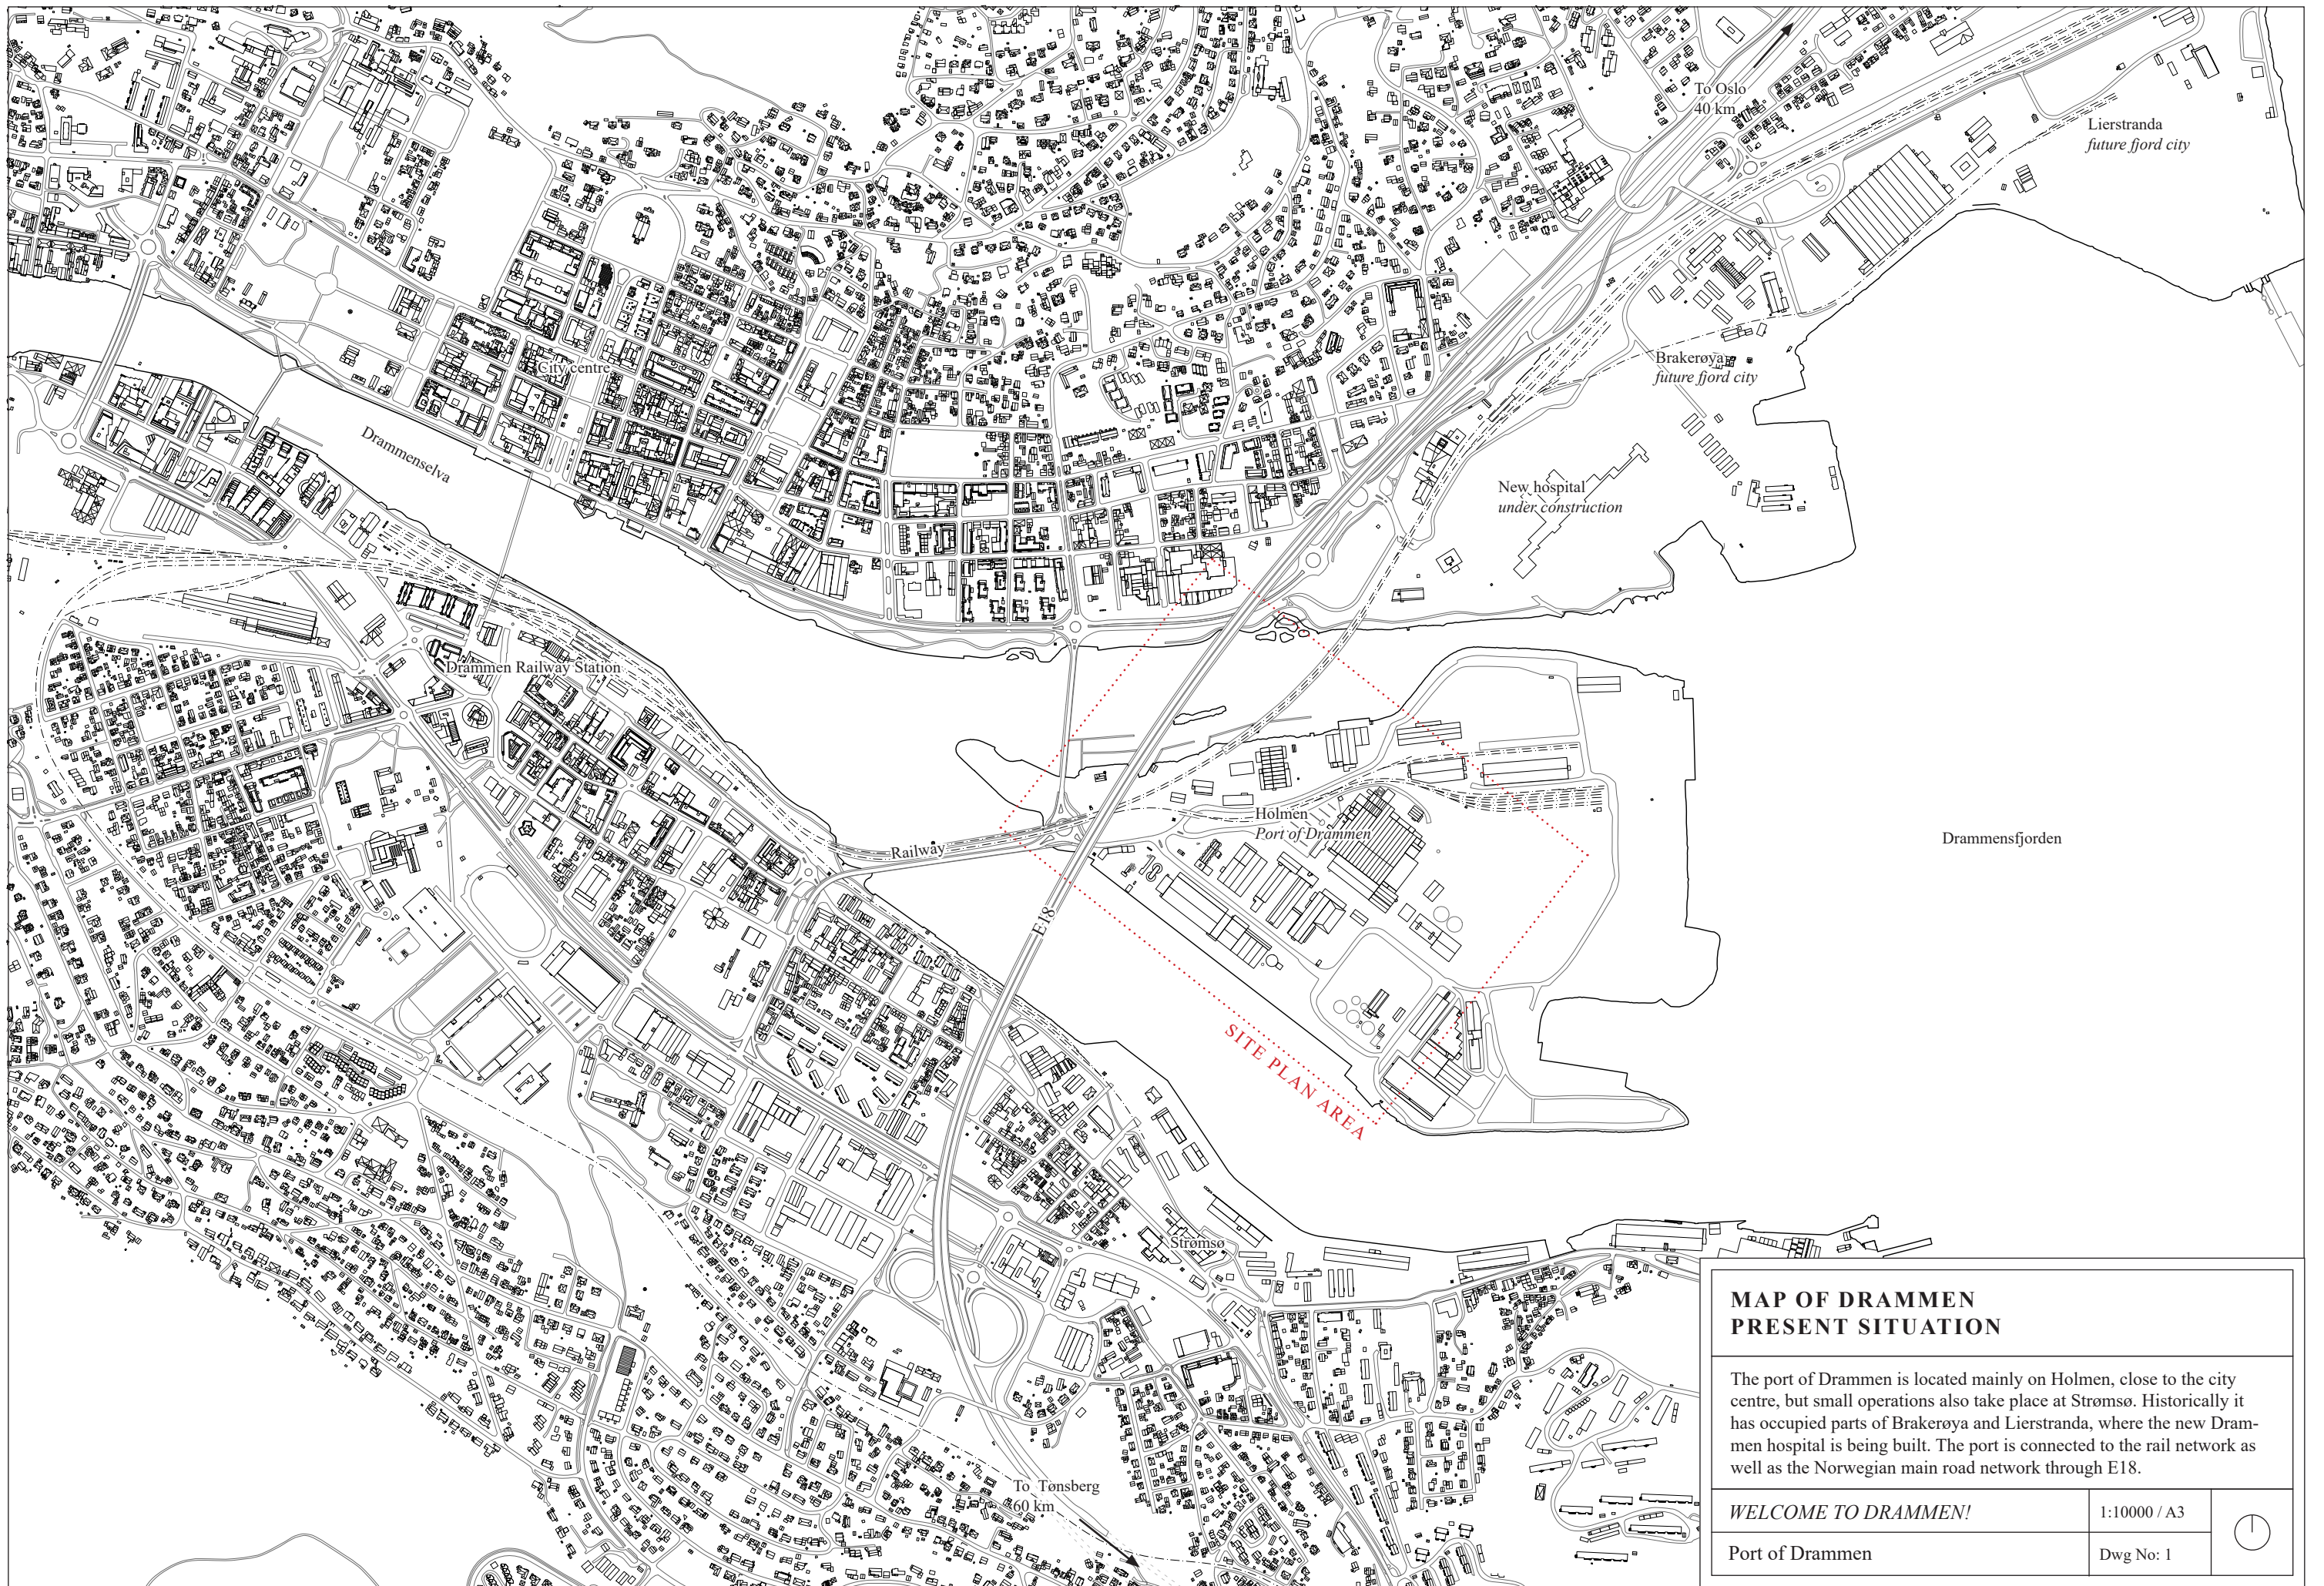 To Oslo
40 km
Lierstranda
future fjord city
Brakerøya
future fjord city
City centre
Drammenselva
New hospital
under construction
Drammen Railway Station
Holmen
Port of Drammen
Railway
Drammensfjorden
E18
SITE PLAN AREA
Strømsø
To Tønsberg
60 km
MAP OF DRAMMEN
PRESENT SITUATION
The port of Drammen is located mainly on Holmen, close to the city
centre, but small operations also take place at Strømsø. Historically it
has occupied parts of Brakerøya and Lierstranda, where the new Dram-
men hospital is being built. The port is connected to the rail network as
well as the Norwegian main road network through E18.
WELCOME TO DRAMMEN!
1:10000 / A3
Port of Drammen
Dwg No: 1